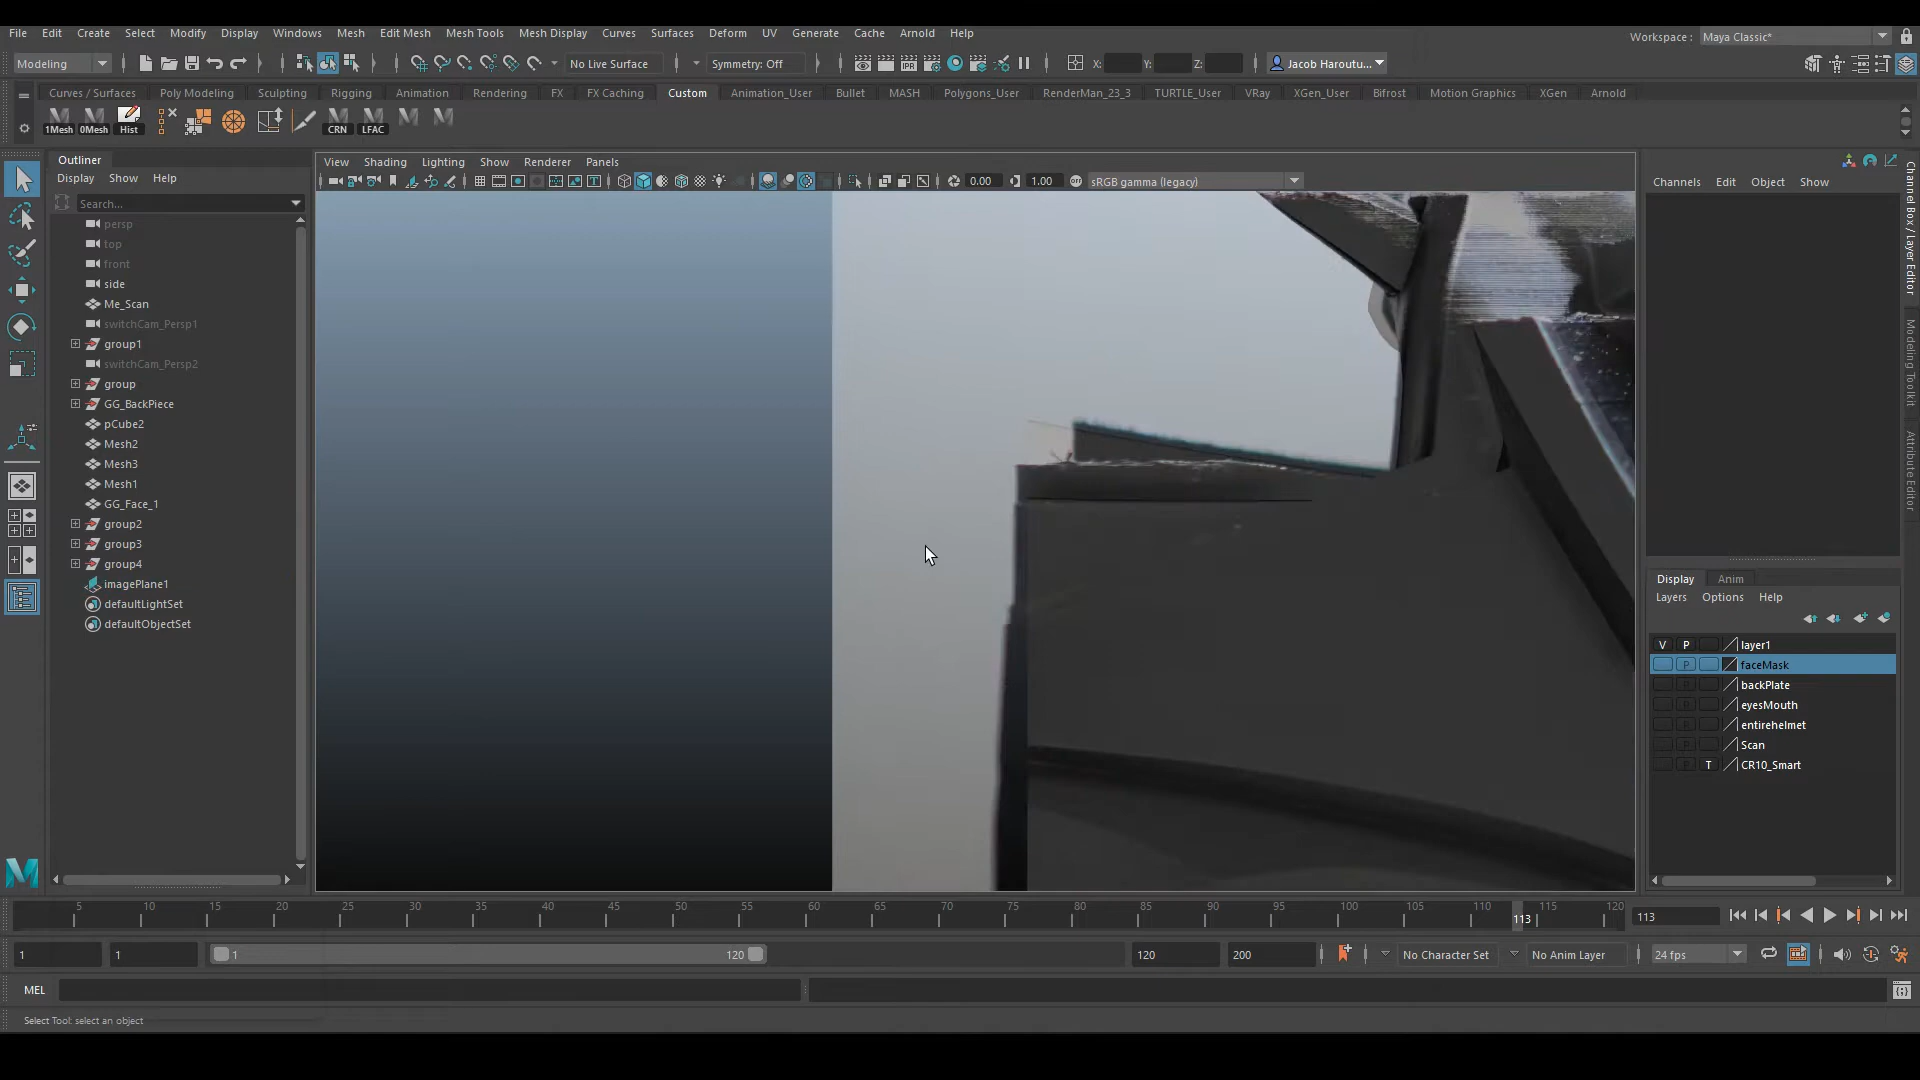 File Edit Create Select Modify Display Windows Mesh Edit Mesh Mesh Tools Mesh Display Curves Surfaces Deform UV Generate Cache Arnold Help
Workspace : Maya Classic*
Modeling No Live Surface Symmetry: Off X: Y: Z: Jacob Haroutu...
Curves / Surfaces Poly Modeling Sculpting Rigging Animation Rendering FX FX Caching Custom Animation_User Bullet MASH Polygons_User RenderMan_23_3 TURTLE_User VRay XGen_User Bifrost Motion Graphics XGen Arnold
1Mesh 0Mesh Hist CRN LFAC
Outliner
Display Show Help
Search...
persp
top
front
side
Me_Scan
switchCam_Persp1
group1
switchCam_Persp2
group
GG_BackPiece
pCube2
Mesh2
Mesh3
Mesh1
GG_Face_1
group2
group3
group4
imagePlane1
defaultLightSet
defaultObjectSet
View Shading Lighting Show Renderer Panels
0.00 1.00 sRGB gamma (legacy)
Channels Edit Object Show
Channel Box / Layer Editor
Modeling Toolkit
Attribute Editor
Display Anim
Layers Options Help
V P layer1
P faceMask
backPlate
eyesMouth
entirehelmet
Scan
T CR10_Smart
5 10 15 20 25 30 35 40 45 50 55 60 65 70 75 80 85 90 95 100 105 110 113 115 120
113
1 1 1 120 120 200 No Character Set No Anim Layer 24 fps
MEL
Select Tool: select an object